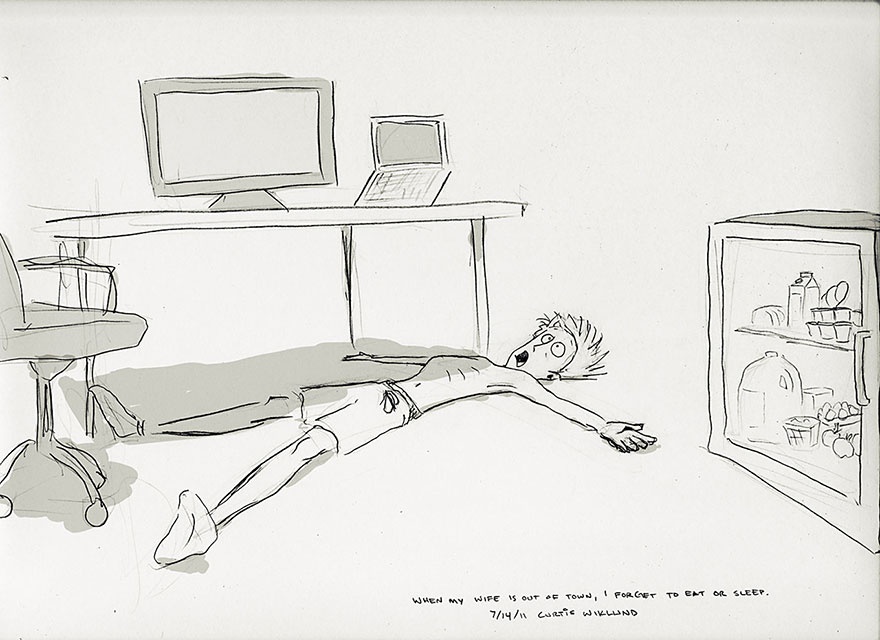 WHEN MY WIFE IS OUT OF TOWN, I FORGET TO EAT OR SLEEP.
7/14/11 CURTIS WIKLUND